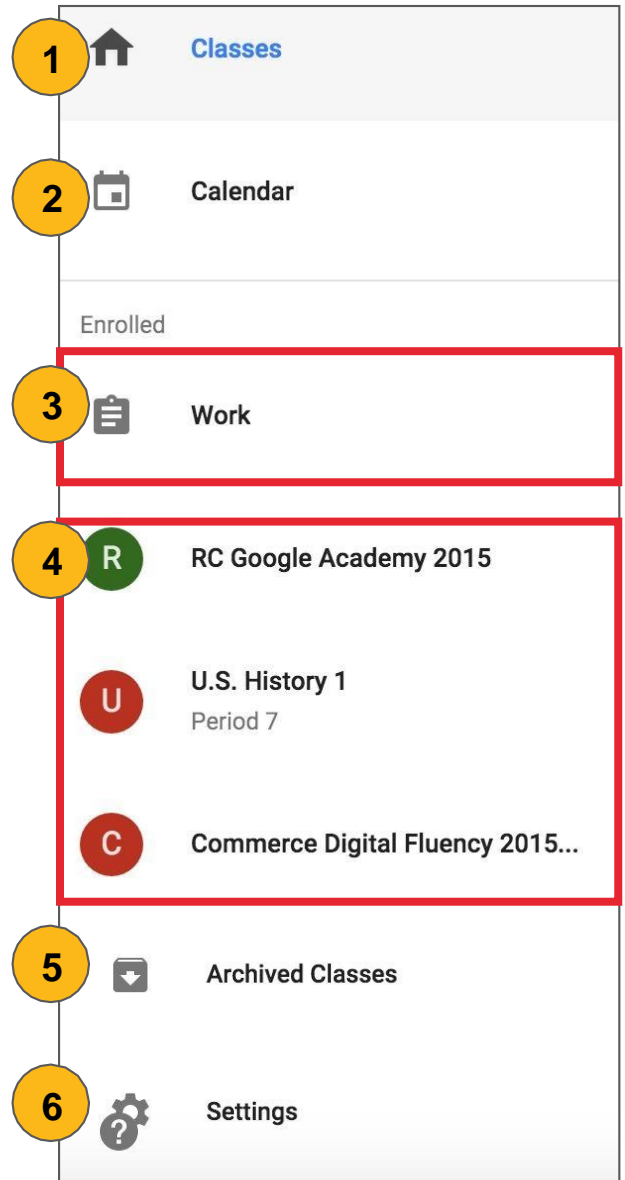 1 Classes
2 Calendar
Enrolled
3 Work
4 R RC Google Academy 2015
U U.S. History 1
Period 7
C Commerce Digital Fluency 2015...
5 Archived Classes
6 ? Settings